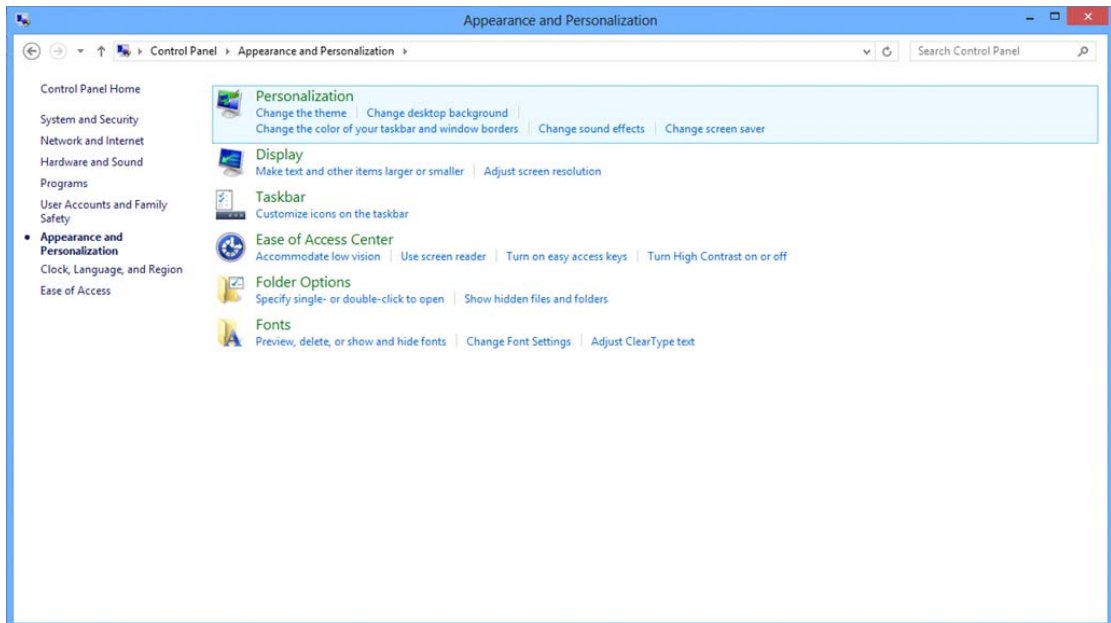 Appearance and Personalization
Control Panel Appearance and Personalization
Search Control Panel
Control Panel Home
System and Security
Network and Internet
Hardware and Sound
Programs
User Accounts and Family
Safety
Appearance and
Personalization
Clock, Language, and Region
Ease of Access
Personalization
Change the theme Change desktop background
Change the color of your taskbar and window borders Change sound effects Change screen saver
Display
Make text and other items larger or smaller Adjust screen resolution
Taskbar
Customize icons on the taskbar
Ease of Access Center
Accommodate low vision Use screen reader Turn on easy access keys Turn High Contrast on or off
Folder Options
Specify single- or double-click to open Show hidden files and folders
Fonts
Preview, delete, or show and hide fonts Change Font Settings Adjust ClearType text